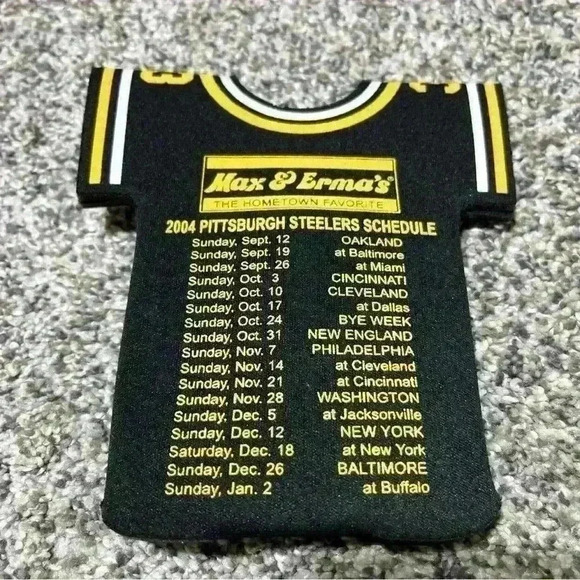 3 3
Max & Erma's®
THE HOMETOWN FAVORITE
2004 PITTSBURGH STEELERS SCHEDULE
Sunday, Sept. 12 OAKLAND
Sunday, Sept. 19 at Baltimore
Sunday, Sept. 26 at Miami
Sunday, Oct. 3 CINCINNATI
Sunday, Oct. 10 CLEVELAND
Sunday, Oct. 17 at Dallas
Sunday, Oct. 24 BYE WEEK
Sunday, Oct. 31 NEW ENGLAND
Sunday, Nov. 7 PHILADELPHIA
Sunday, Nov. 14 at Cleveland
Sunday, Nov. 21 at Cincinnati
Sunday, Nov. 28 WASHINGTON
Sunday, Dec. 5 at Jacksonville
Sunday, Dec. 12 NEW YORK
Saturday, Dec. 18 at New York
Sunday, Dec. 26 BALTIMORE
Sunday, Jan. 2 at Buffalo